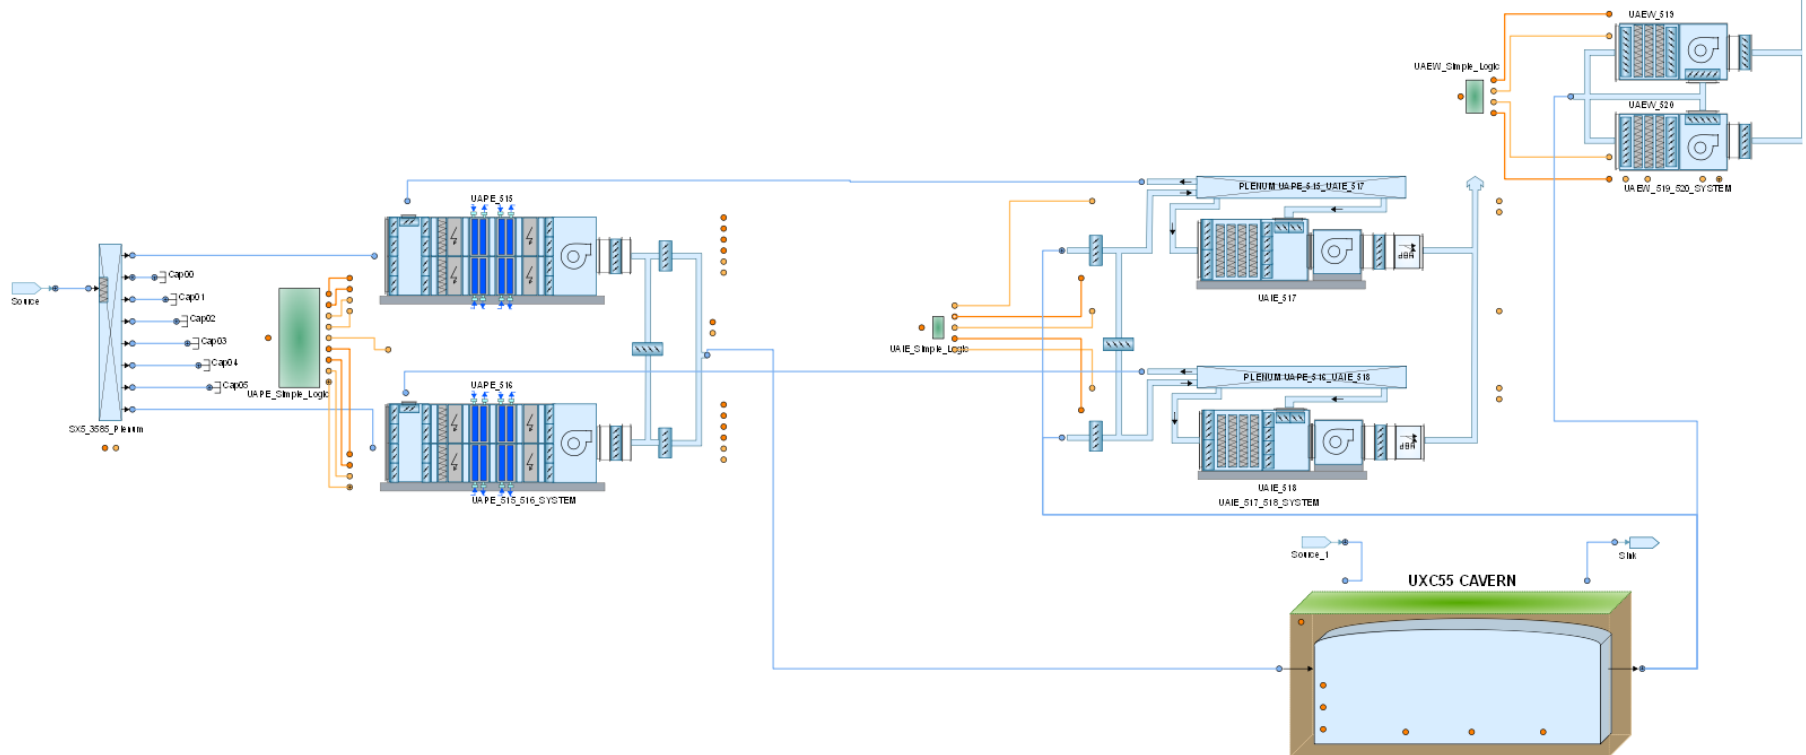 UAEW_519
UAEW_Simple_Logic
UAEW_520
UAEW_519_520_SYSTEM
UAPE_515
PLENUM UAPE_515_UAIE_517
Source
Cap00
Cap01
Cap02
Cap03
Cap04
Cap05
UAPE_Simple_Logic
SX5_3585_Plenum
UAIE_517
UAIE_Simple_Logic
UAPE_516
PLENUM UAPE_516_UAIE_518
UAPE_515_516_SYSTEM
UAIE_518
UAIE_517_518_SYSTEM
Source_1
Sink
UXC55 CAVERN